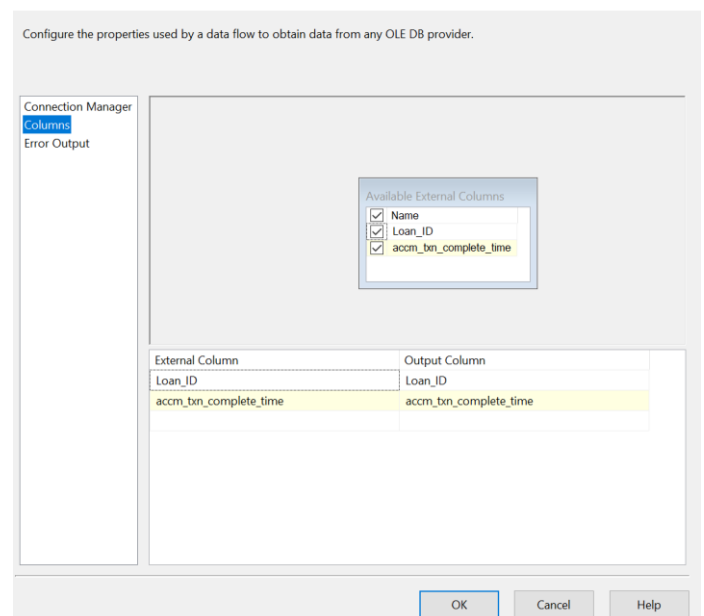 Configure the properties used by a data flow to obtain data from any OLE DB provider.
Connection Manager
Columns
Error Output
Available External Columns
Name
Loan_ID
accm_txn_complete_time
External Column Output Column
Loan_ID Loan_ID
accm_txn_complete_time accm_txn_complete_time
OK Cancel Help